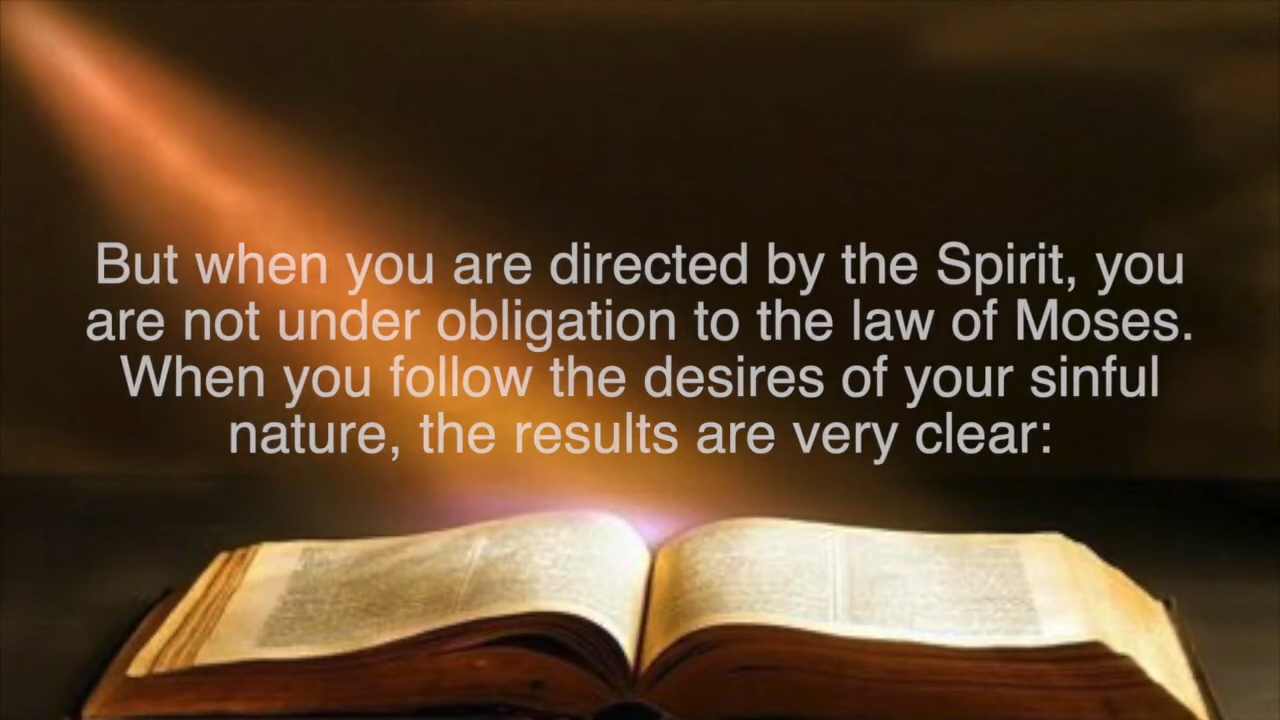 But when you are directed by the Spirit, you
are not under obligation to the law of Moses.
When you follow the desires of your sinful
nature, the results are very clear: